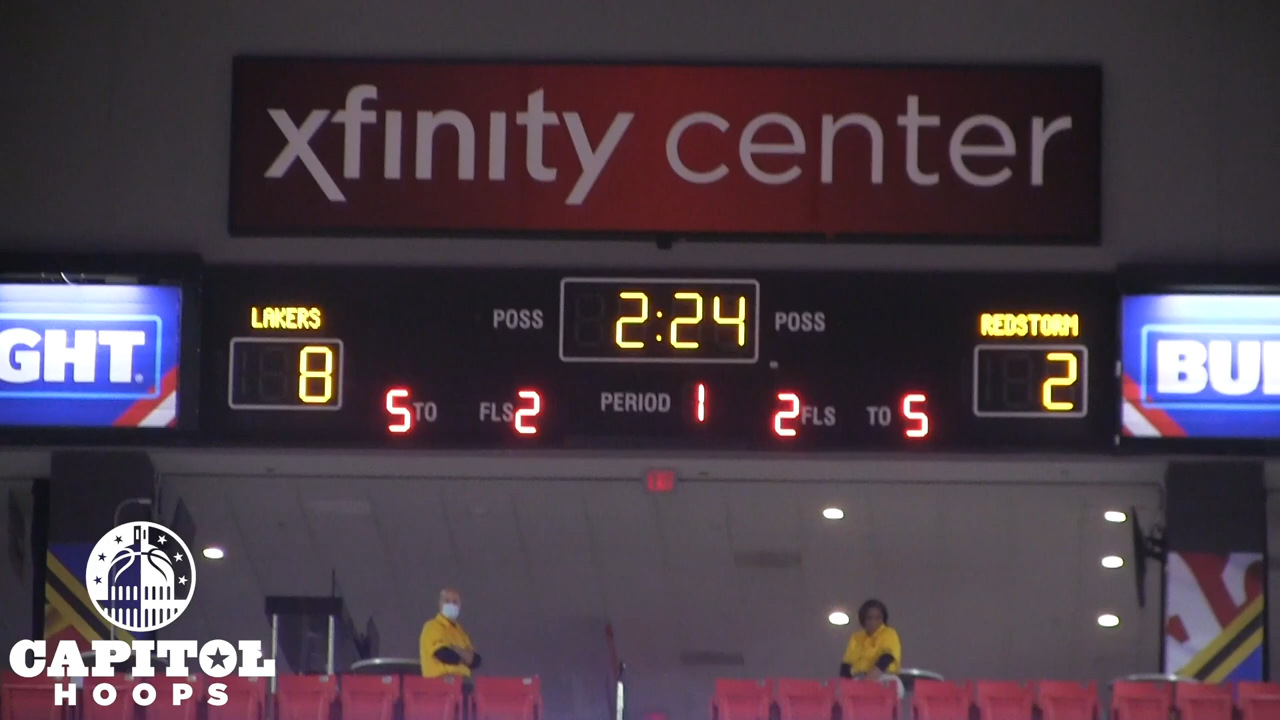 xfinity center
LAKERS
POSS
2:24
POSS
REDSTORM
GHT.
8
2
BU
5 TO
FLS 2
PERIOD 1
2 FLS
TO 5
EXIT
CAPITOL
HOOPS